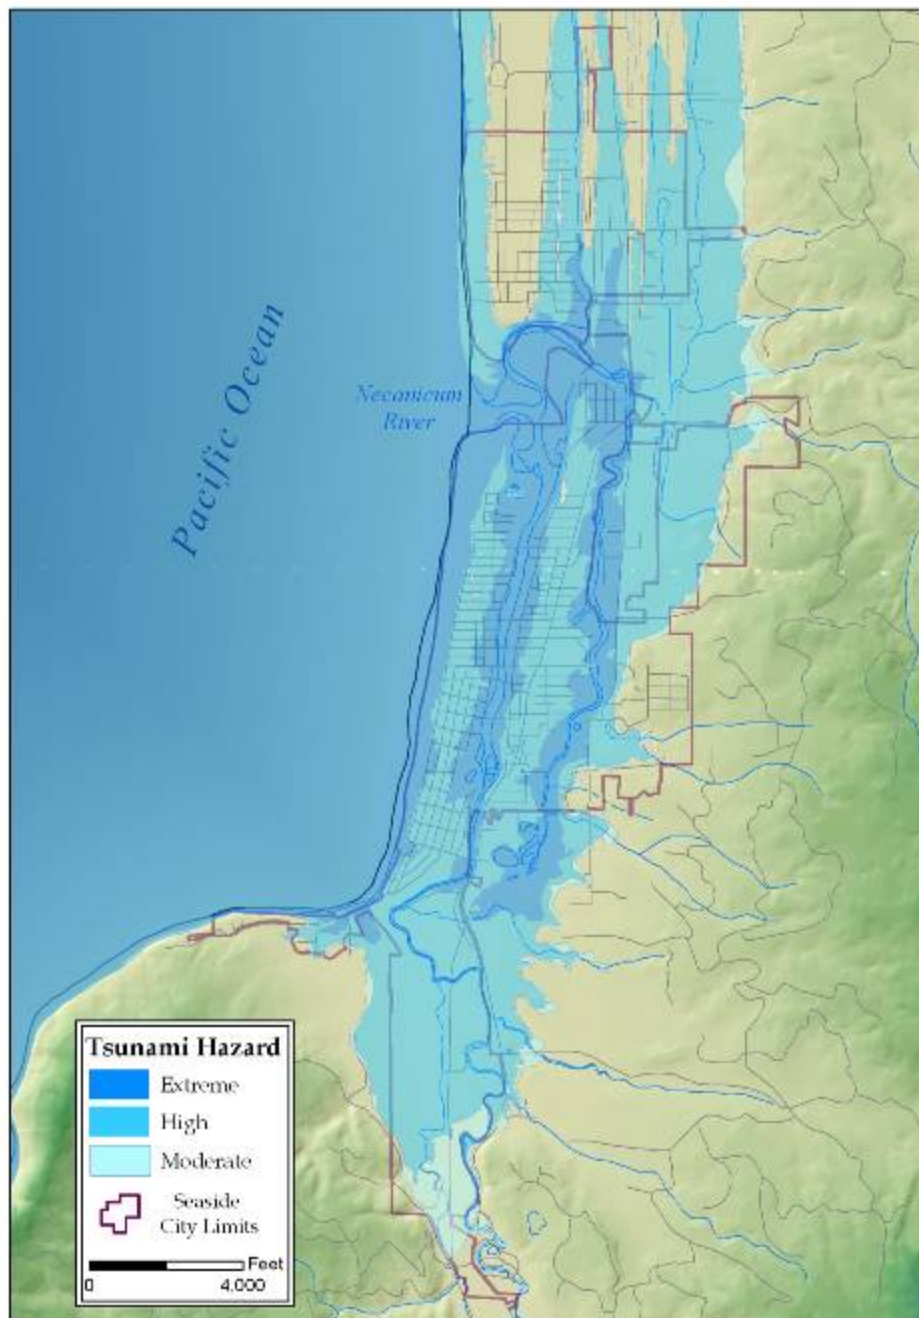 Pacific Ocean
Necanicum
River
Tsunami Hazard
Extreme
High
Moderate
Seaside
City Limits
Feet
0 4,000